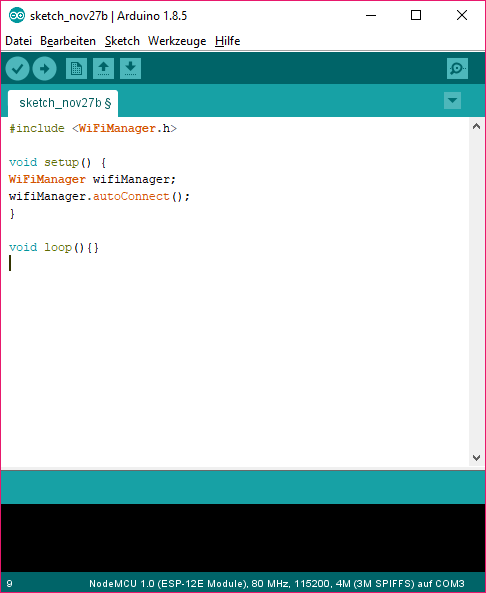 sketch_nov27b | Arduino 1.8.5
Datei Bearbeiten Sketch Werkzeuge Hilfe
sketch_nov27b §
#include <WiFiManager.h>
void setup() {
WiFiManager wifiManager;
wifiManager.autoConnect();
}
void loop(){}
9 NodeMCU 1.0 (ESP-12E Module), 80 MHz, 115200, 4M (3M SPIFFS) auf COM3